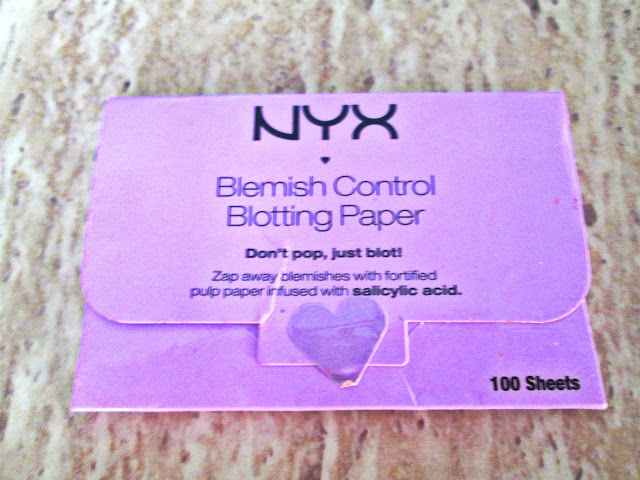 NYX
Blemish Control
Blotting Paper
Don't pop, just blot!
Zap away blemishes with fortified
pulp paper infused with salicylic acid.
100 Sheets